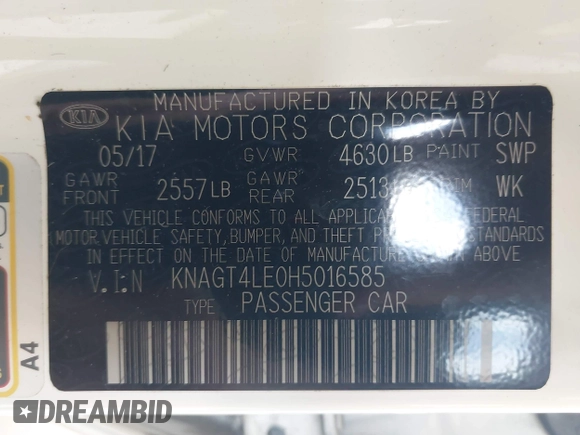 MANUFACTURED IN KOREA BY
KIA KIA MOTORS CORPORATION
05/17 GVWR 4630LB PAINT SWP
GAWR FRONT 2557LB GAWR REAR 2513 WK
THIS VEHICLE CONFORMS TO ALL APPLICABLE FEDERAL
MOTOR VEHICLE SAFETY, BUMPER, AND THEFT STANDARDS
IN EFFECT ON THE DATE OF MANUFACTURE
V.I.N KNAGT4LE0H5016585
TYPE PASSENGER CAR
A4
DREAMBID
DREAMBID